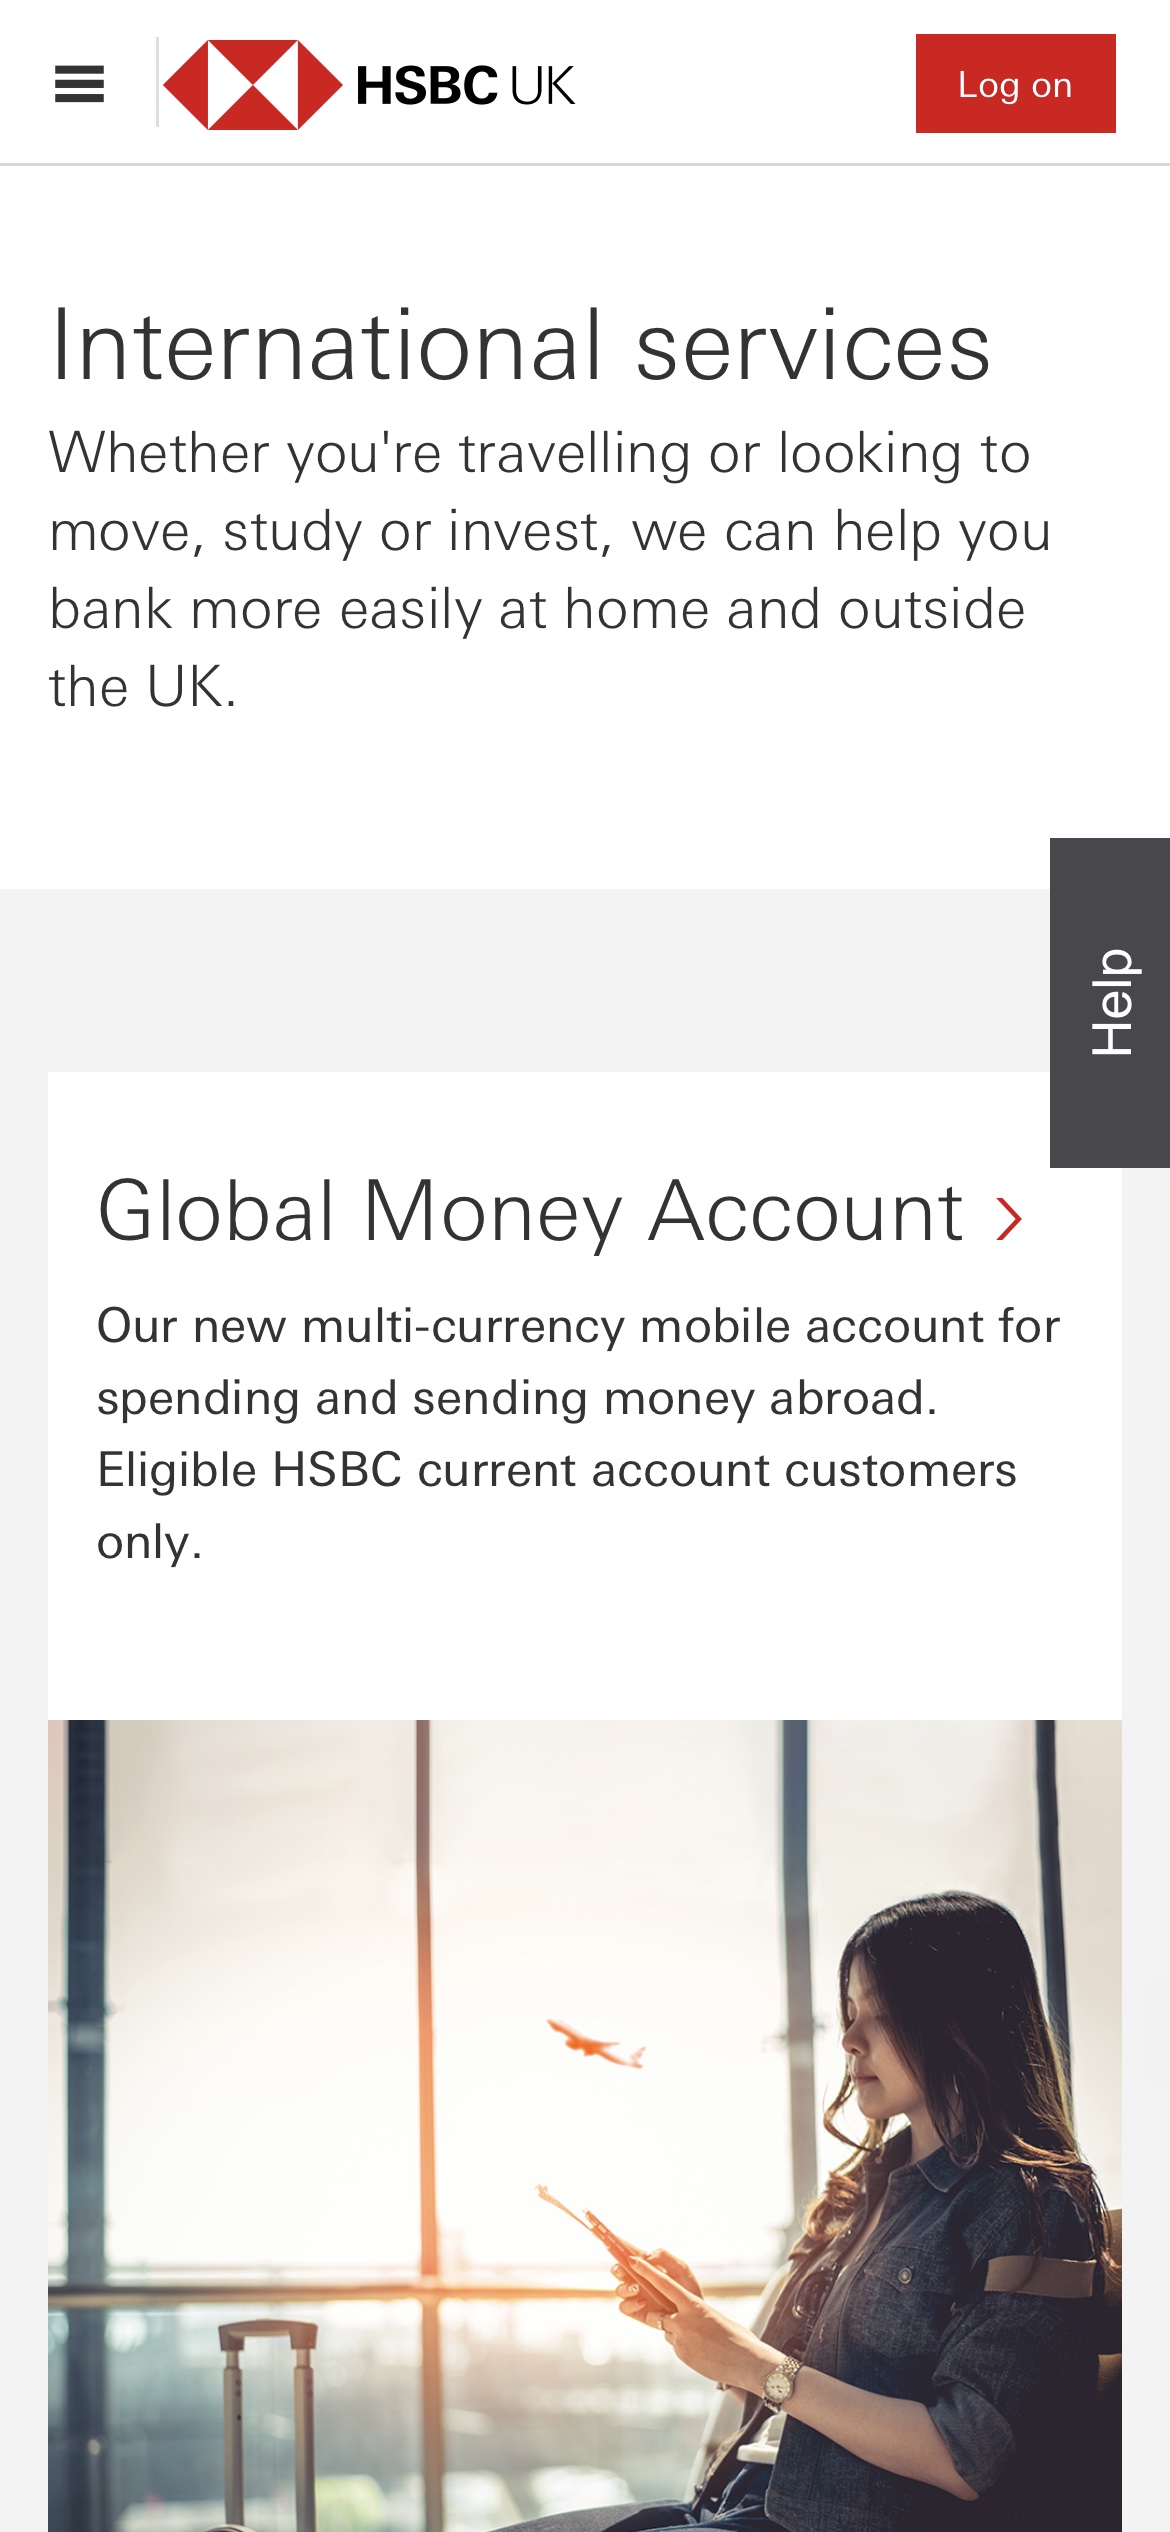 HSBC UK
Log on
International services
Whether you're travelling or looking to
move, study or invest, we can help you
bank more easily at home and outside
the UK.
Help
Global Money Account
Our new multi-currency mobile account for
spending and sending money abroad.
Eligible HSBC current account customers
only.